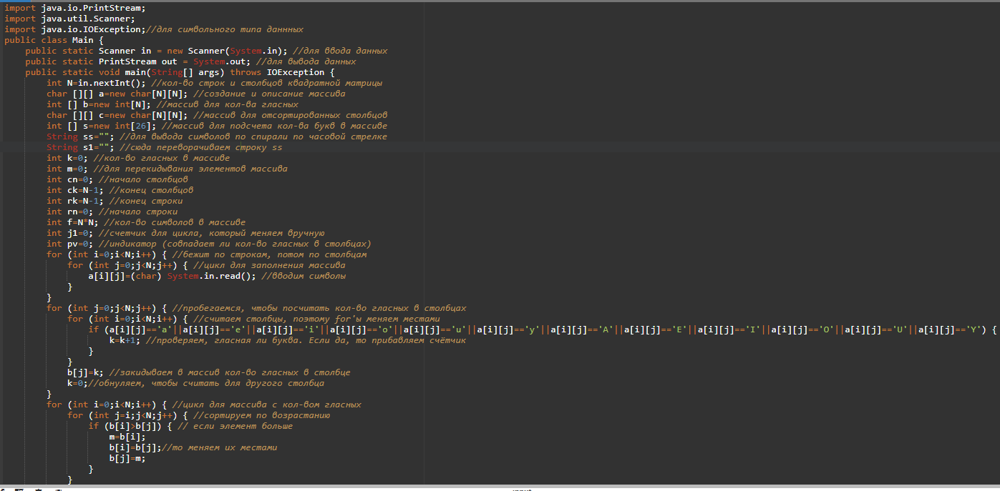 import java.io.PrintStream;
import java.util.Scanner;
import java.io.IOException;//для символьного типа даннных
public class Main {
    public static Scanner in = new Scanner(System.in); //для ввода данных
    public static PrintStream out = System.out; //для вывода данных
    public static void main(String[] args) throws IOException {
        int N=in.nextInt(); //кол-во строк и столбцов квадратной матрицы
        char [][] a=new char[N][N]; //создание и описание массива
        int [] b=new int[N]; //массив для кол-ва гласных
        char [][] c=new char[N][N]; //массив для отсортированных столбцов
        int [] s=new int[26]; //массив для подсчета кол-ва букв в массиве
        String ss=""; //для вывода символов по спирали по часовой стрелке
        String s1=""; //сюда переворачиваем строку ss
        int k=0; //кол-во гласных в массиве
        int m=0; //для перекидывания элементов массива
        int cn=0; //начало столбцов
        int ck=N-1; //конец столбцов
        int rk=N-1; //конец строки
        int rn=0; //начало строки
        int f=N*N; //кол-во символов в массиве
        int j1=0; //счетчик для цикла, который меняем вручную
        int pv=0; //индикатор (совпадает ли кол-во гласных в столбцах)
        for (int i=0;i<N;i++) { //бежит по строкам, потом по столбцам
            for (int j=0;j<N;j++) { //цикл для заполнения массива
                a[i][j]=(char) System.in.read(); //вводим символы
            }
        }
        for (int j=0;j<N;j++) { //пробегаемся, чтобы посчитать кол-во гласных в столбцах
            for (int i=0;i<N;i++) { //считаем столбцы, поэтому for'ы меняем местами
                if (a[i][j]=='a'||a[i][j]=='e'||a[i][j]=='i'||a[i][j]=='o'||a[i][j]=='u'||a[i][j]=='y'||a[i][j]=='A'||a[i][j]=='E'||a[i][j]=='I'||a[i][j]=='O'||a[i][j]=='U'||a[i][j]=='Y') {
                    k=k+1; //проверяем, гласная ли буква. Если да, то прибавляем счётчик
                }
            }
            b[j]=k; //закидываем в массив кол-во гласных в столбце
            k=0;//обнуляем, чтобы считать для другого столбца
        }
        for (int i=0;i<N;i++) { //цикл для массива с кол-вом гласных
            for (int j=i;j<N;j++) { //сортируем по возрастанию
                if (b[i]>b[j]) { // если элемент больше
                    m=b[i];
                    b[i]=b[j];//то меняем их местами
                    b[j]=m;
                }
            }